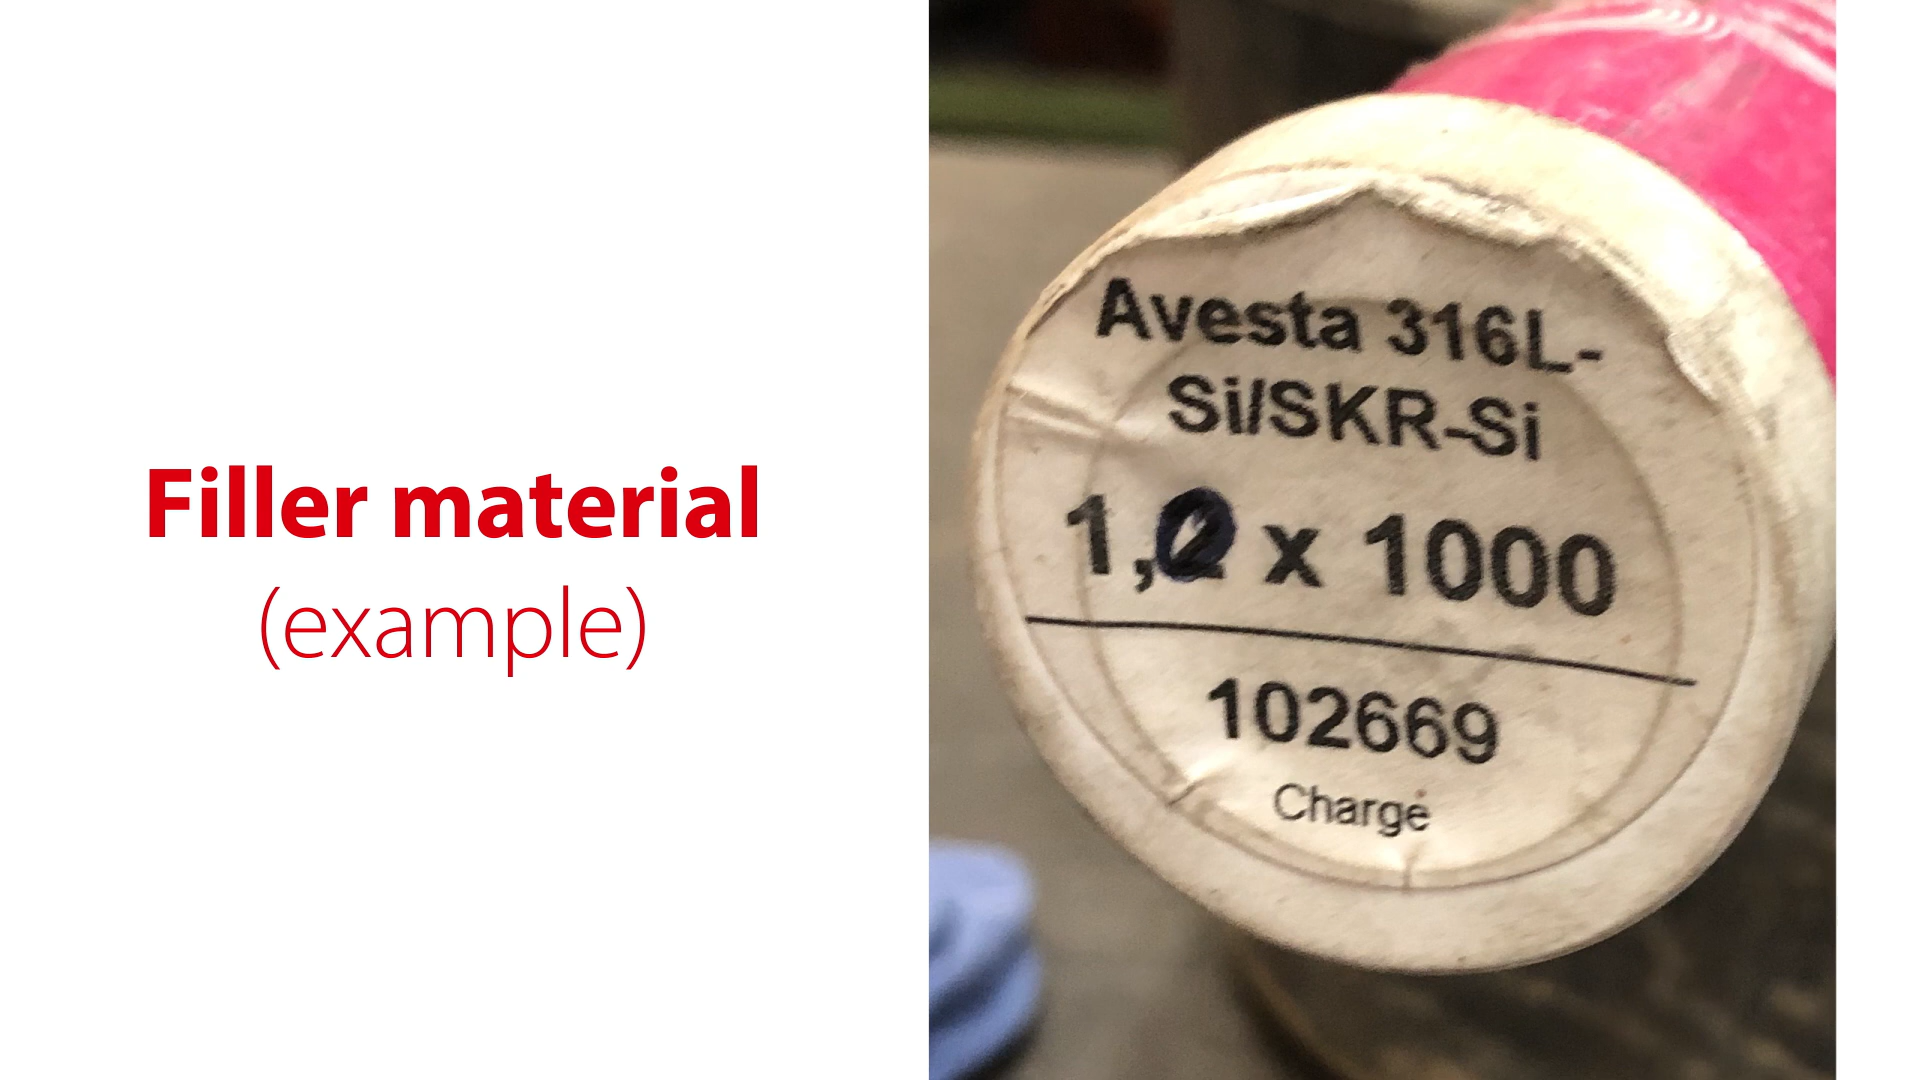 Filler material
(example)
Avesta 316L-
Si/SKR-Si
1,0 x 1000
102669
Charge